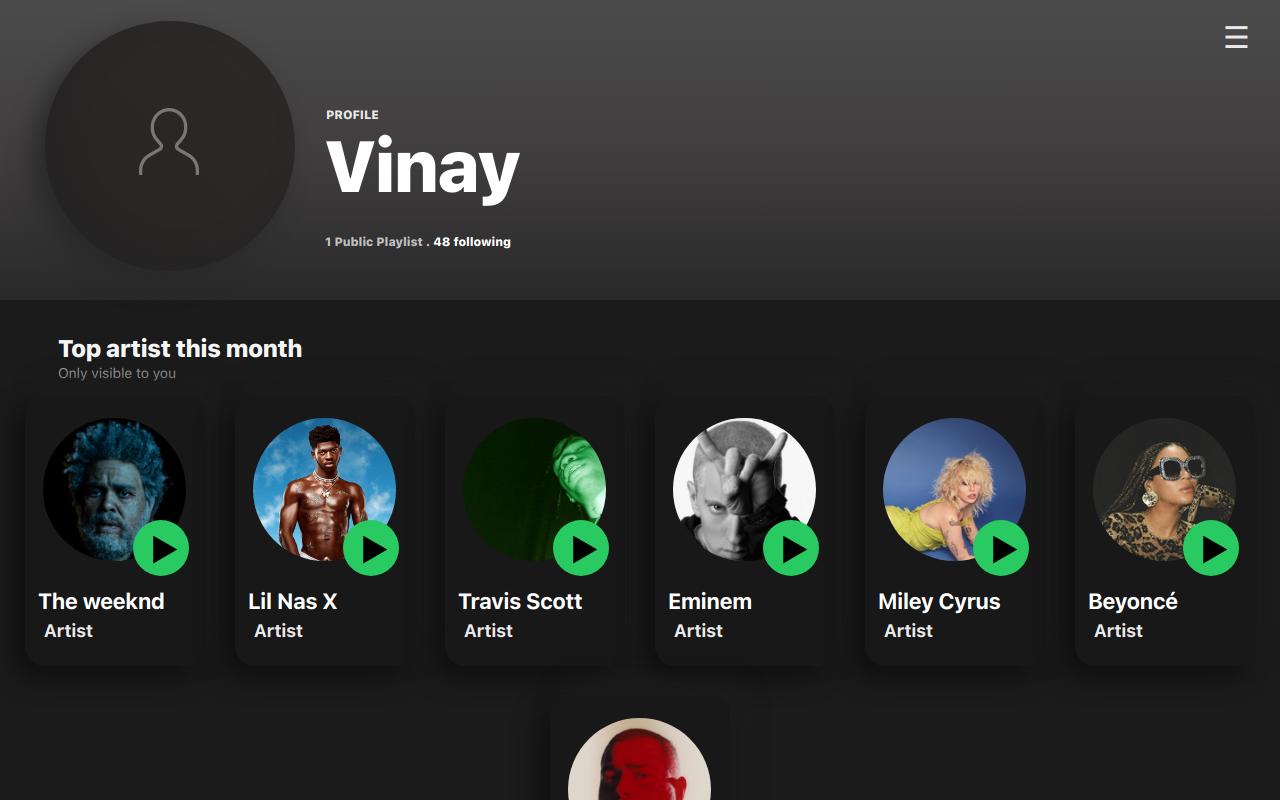 PROFILE
Vinay
1 Public Playlist . 48 following
Top artist this month
Only visible to you
The weeknd
Artist
Lil Nas X
Artist
Travis Scott
Artist
Eminem
Artist
Miley Cyrus
Artist
Beyoncé
Artist